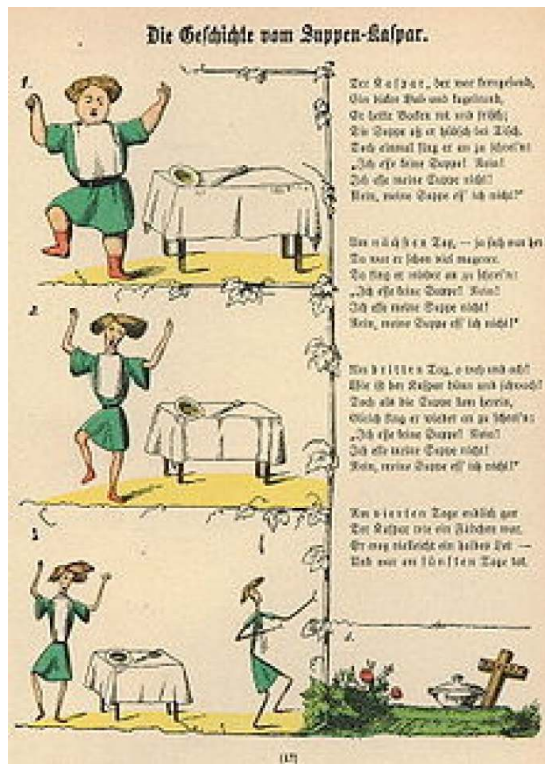 Die Geschichte vom Suppen-Kaspar.
1.
Der Kaspar, der war kerngesund,
Ein dicker Bub und kugelrund,
Er hatte Backen rot und frisch;
Die Suppe aß er hübsch bei Tisch.
Doch einmal fing er an zu schrei'n:
„Ich esse keine Suppe! Nein!
Ich esse meine Suppe nicht!
Nein, meine Suppe ess' ich nicht!"
Am nächsten Tag, — ja sieh nur her!
Da war er schon viel magerer.
Da fing er wieder an zu schrei'n:
„Ich esse keine Suppe! Nein!
Ich esse meine Suppe nicht!
Nein, meine Suppe ess' ich nicht!"
2.
Am dritten Tag, o weh und ach!
Wie ist der Kaspar dünn und schwach!
Doch als die Suppe kam herein,
Gleich fing er wieder an zu schrei'n:
„Ich esse keine Suppe! Nein!
Ich esse meine Suppe nicht!
Nein, meine Suppe ess' ich nicht!"
Am vierten Tage endlich gar
Der Kaspar wie ein Fädchen war.
Er wog vielleicht ein halbes Lot —
Und war am fünften Tage tot.
3.
(17)